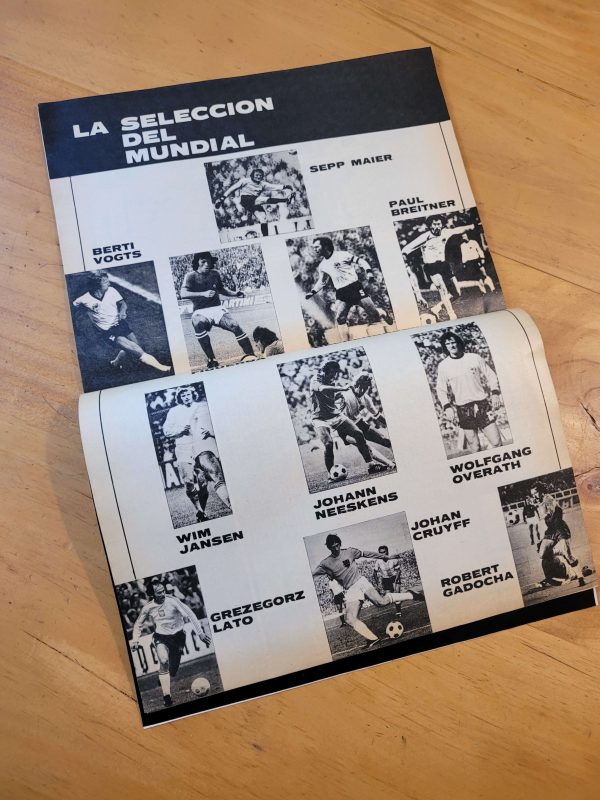 LA SELECCION
DEL
MUNDIAL
SEPP MAIER
PAUL
BREITNER
BERTI
VOGTS
MARTINI
WIM
JANSEN
JOHANN
NEESKENS
WOLFGANG
OVERATH
GREZEGORZ
LATO
JOHAN
CRUYFF
ROBERT
GADOCHA